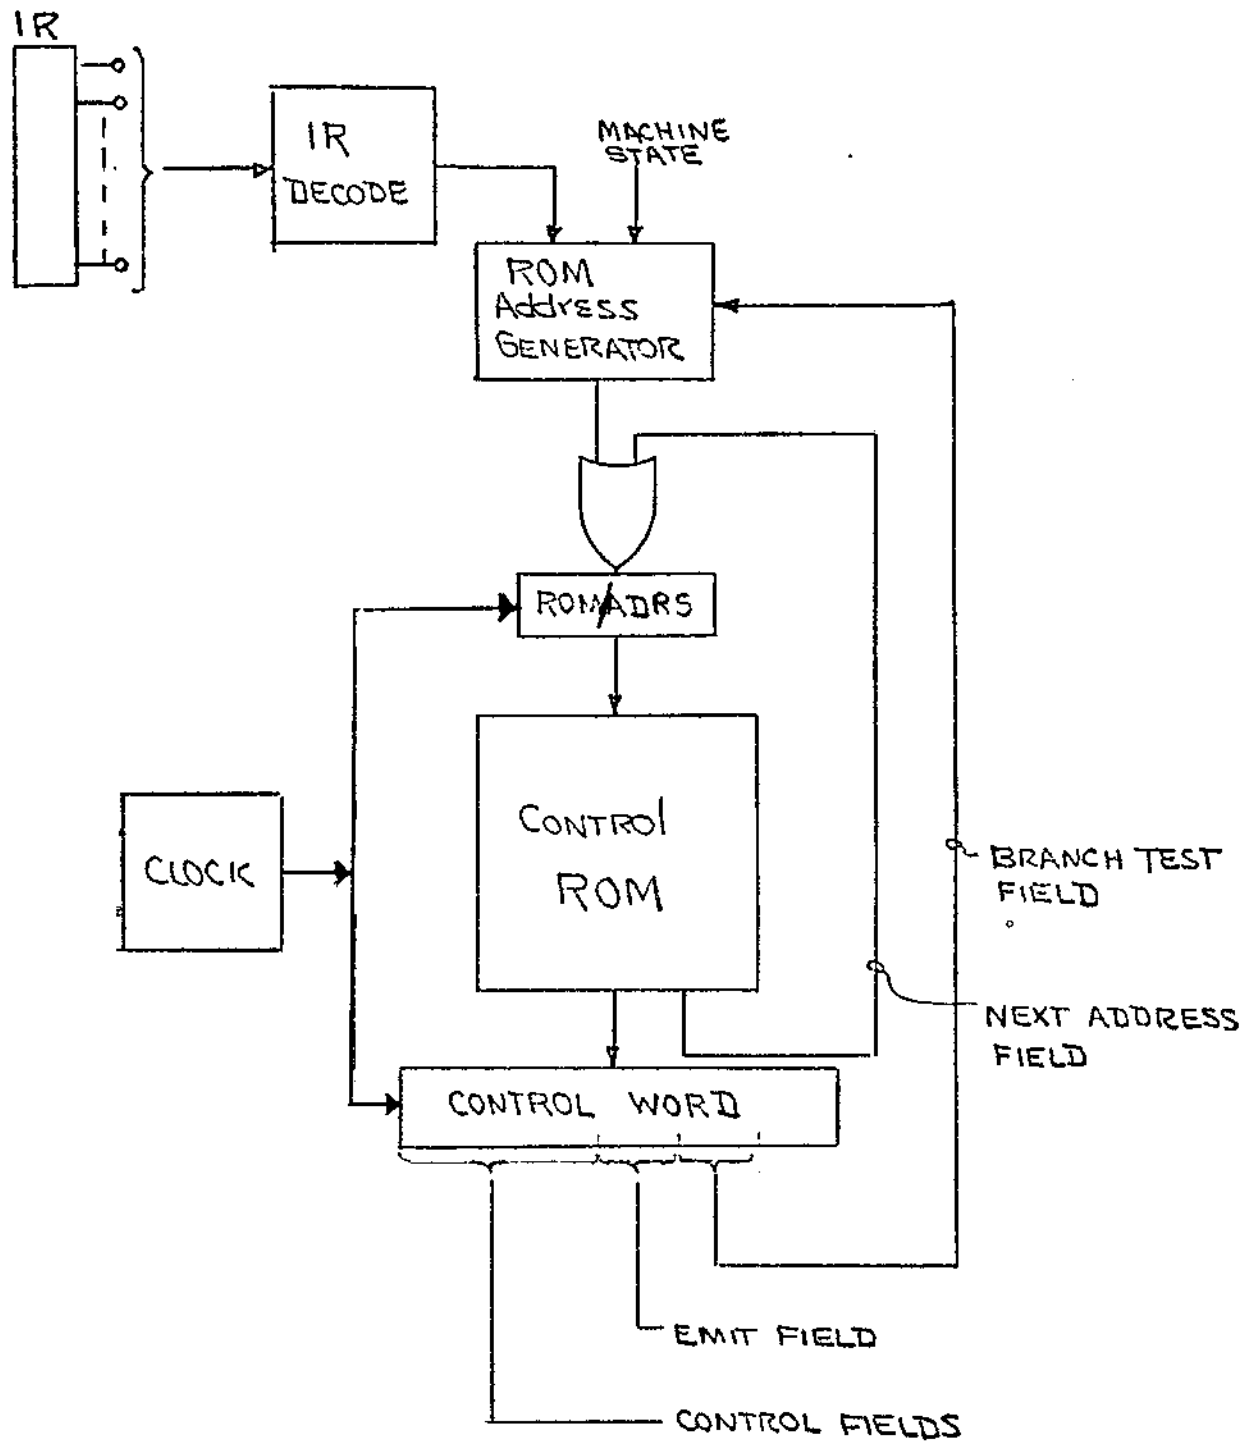 IR
IR
DECODE
MACHINE
STATE
ROM
Address
GENERATOR
ROM/ADRS
CONTROL
ROM
CLOCK
BRANCH TEST
FIELD
NEXT ADDRESS
FIELD
CONTROL WORD
EMIT FIELD
CONTROL FIELDS